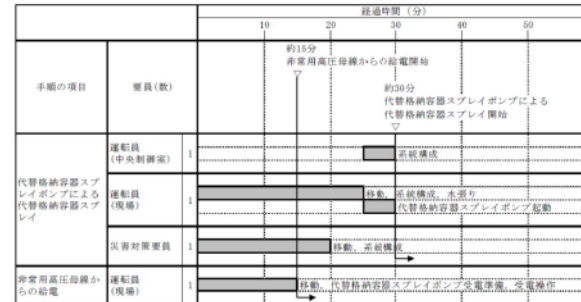 経過時間（分）
10 20 30 40 50
手順の項目
要員(数)
約15分
非常用高圧母線からの給電開始
▽
約30分
代替格納容器スプレイポンプによる
代替格納容器スプレイ開始
▽
代替格納容器スプ
レイポンプによる
代替格納容器スプ
レイ
運転員
(中央制御室)
1
系統構成
運転員
(現場)
1
移動，系統構成，水張り
代替格納容器スプレイポンプ起動
災害対策要員
1
移動，系統構成
非常用高圧母線か
らの給電
運転員
(現場)
1
移動，代替格納容器スプレイポンプ受電準備，受電操作